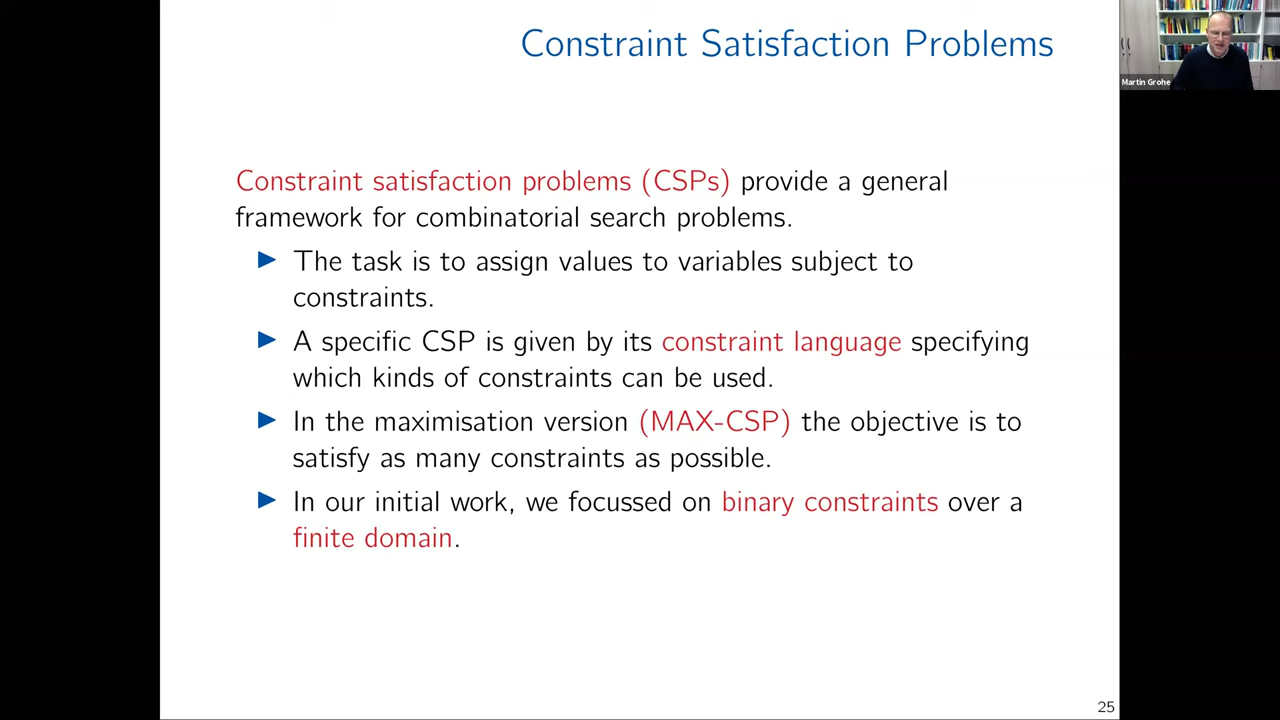 Constraint Satisfaction Problems
Martin Grohe
Constraint satisfaction problems (CSPs) provide a general
framework for combinatorial search problems.
▶ The task is to assign values to variables subject to
constraints.
▶ A specific CSP is given by its constraint language specifying
which kinds of constraints can be used.
▶ In the maximisation version (MAX-CSP) the objective is to
satisfy as many constraints as possible.
▶ In our initial work, we focussed on binary constraints over a
finite domain.
25